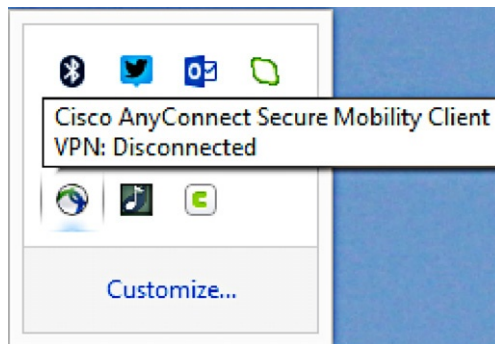 Cisco AnyConnect Secure Mobility Client
VPN: Disconnected
Customize...